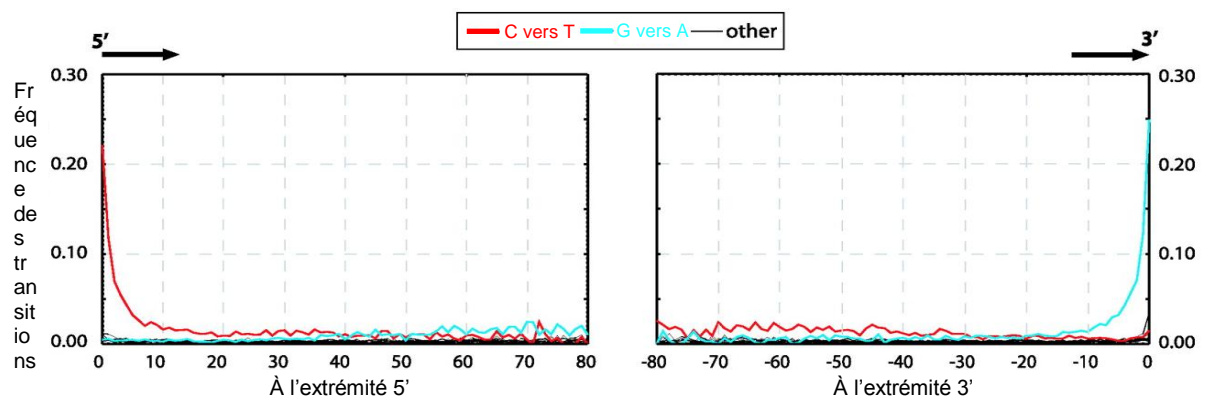 C vers T G vers A other
5’
3’
Fr
éq
ue
nc
e
de
s
tr
an
sit
io
ns
0.30
0.20
0.10
0.00
0 10 20 30 40 50 60 70 80
À l’extrémité 5’
0.30
0.20
0.10
0.00
-80 -70 -60 -50 -40 -30 -20 -10 0
À l’extrémité 3’